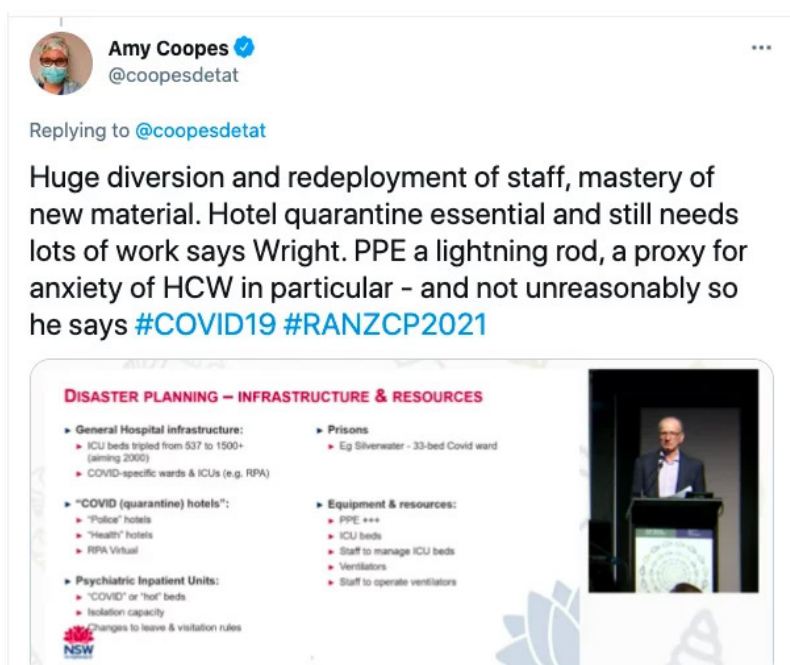 Amy Coopes
@coopesdetat
Replying to @coopesdetat
Huge diversion and redeployment of staff, mastery of
new material. Hotel quarantine essential and still needs
lots of work says Wright. PPE a lightning rod, a proxy for
anxiety of HCW in particular - and not unreasonably so
he says #COVID19 #RANZCP2021
DISASTER PLANNING – INFRASTRUCTURE & RESOURCES
General Hospital infrastructure:
ICU beds tripled from 537 to 1500+
(aiming 2000)
COVID-specific wards & ICUs (e.g. RPA)
"COVID (quarantine) hotels":
"Police" hotels
"Health" hotels
RPA Virtual
Psychiatric Inpatient Units:
"COVID" or "hot" beds
Isolation capacity
Changes to leave & visitation rules
NSW
Prisons
Eg Silverwater - 33-bed Covid ward
Equipment & resources:
PPE +++
ICU beds
Staff to manage ICU beds
Ventilators
Staff to operate ventilators